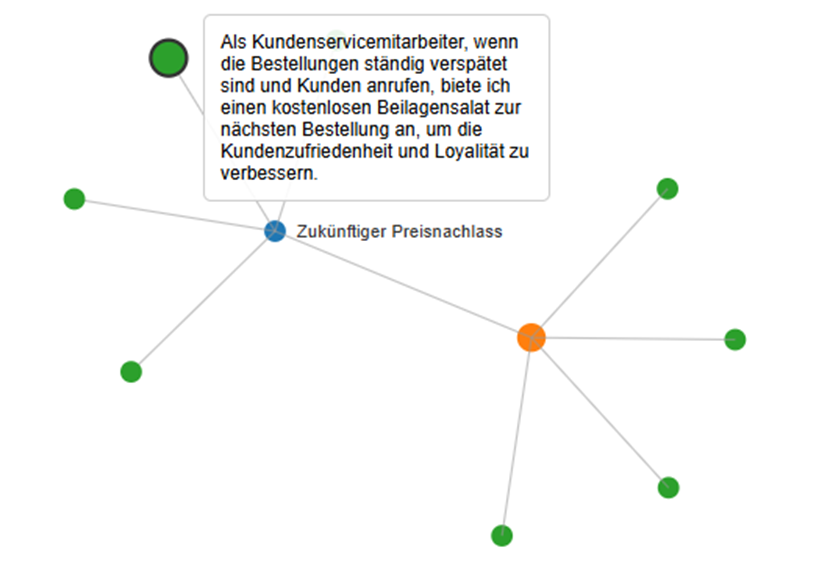 Als Kundenservicemitarbeiter, wenn
die Bestellungen ständig verspätet
sind und Kunden anrufen, biete ich
einen kostenlosen Beilagensalat zur
nächsten Bestellung an, um die
Kundenzufriedenheit und Loyalität zu
verbessern.
Zukünftiger Preisnachlass